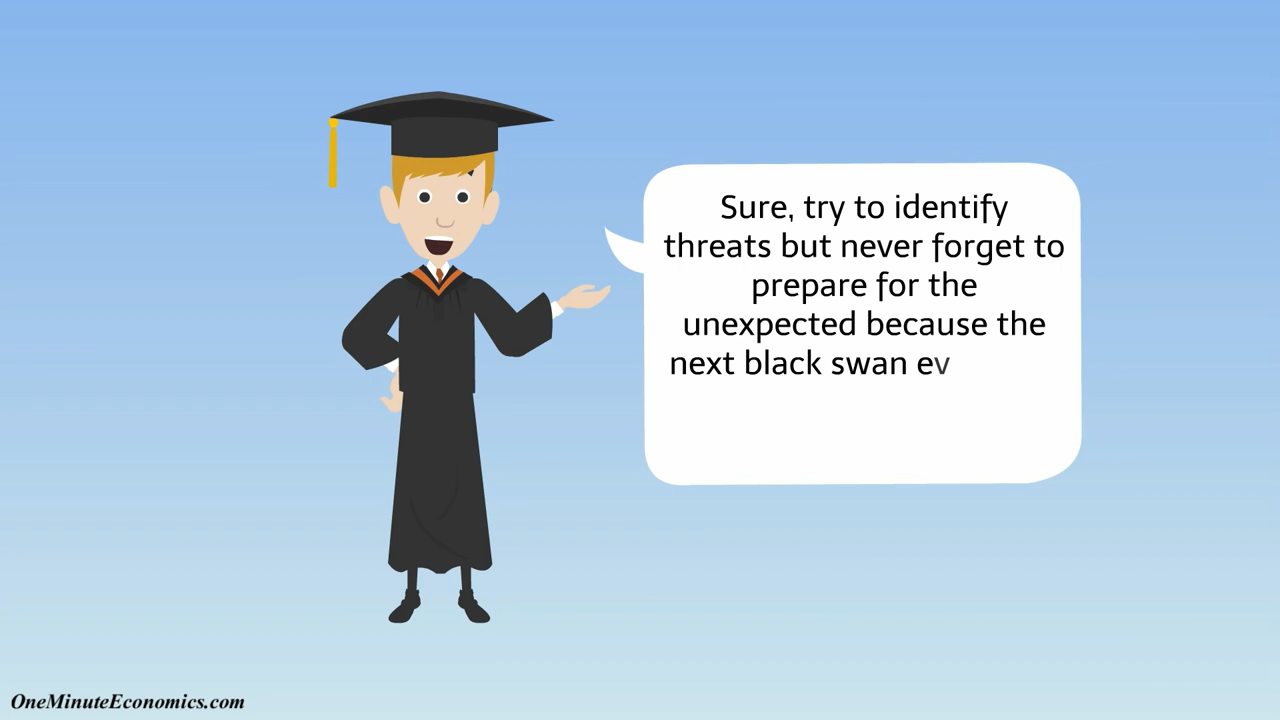 Sure, try to identify
threats but never forget to
prepare for the
unexpected because the
next black swan ev
OneMinuteEconomics.com